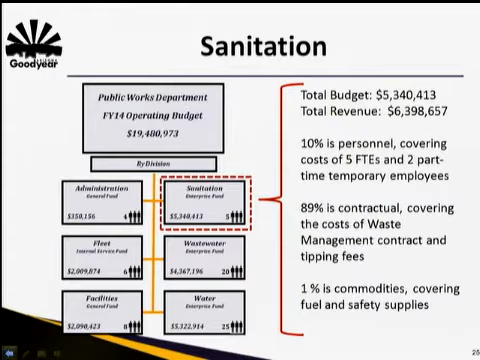 Goodyear
Sanitation
Public Works Department
FY14 Operating Budget
$19,480,973
By Division
Administration
General Fund
$350,156 4
Sanitation
Enterprise Fund
$5,340,413 5
Fleet
Internal Service Fund
$2,009,874 6
Wastewater
Enterprise Fund
$4,367,196 20
Facilities
General Fund
$2,090,423 8
Water
Enterprise Fund
$5,322,914 25
Total Budget: $5,340,413
Total Revenue: $6,398,657
10% is personnel, covering
costs of 5 FTEs and 2 part-
time temporary employees
89% is contractual, covering
the costs of Waste
Management contract and
tipping fees
1 % is commodities, covering
fuel and safety supplies